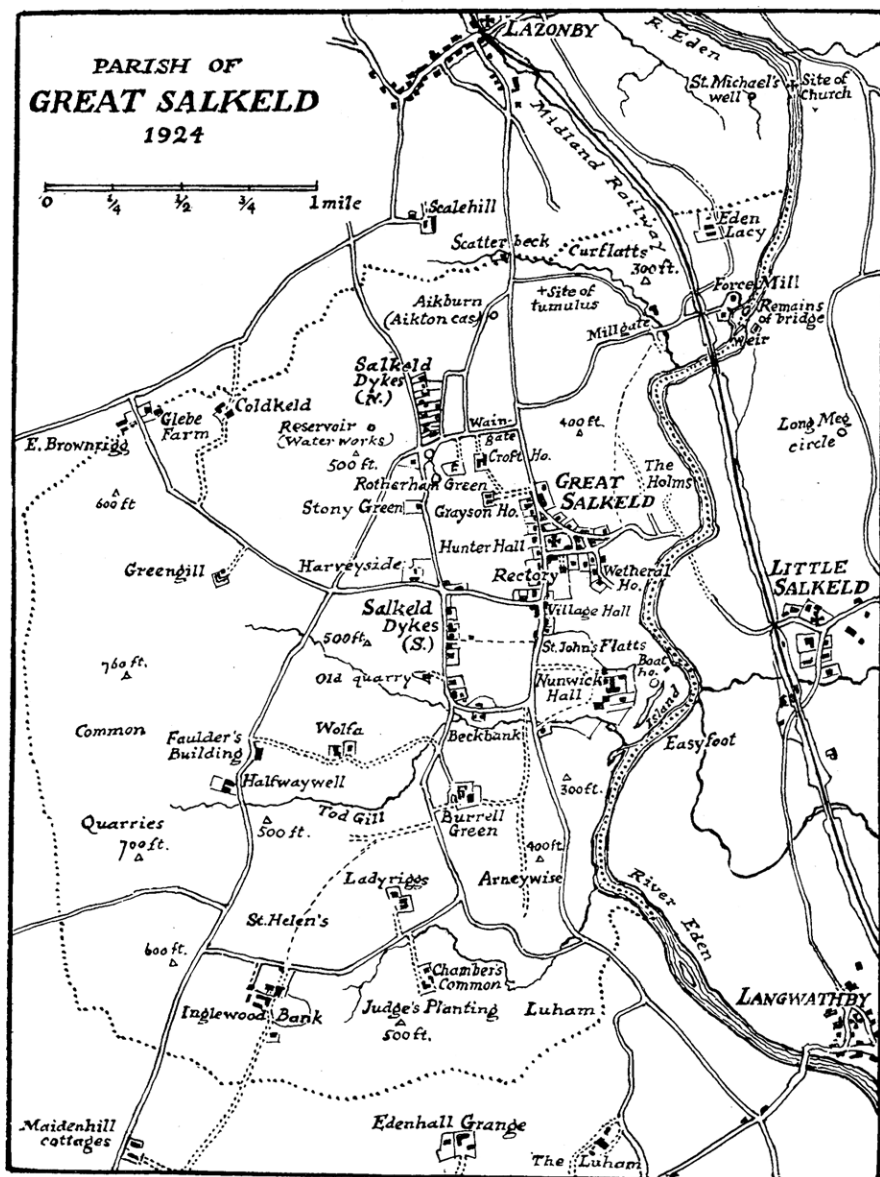 PARISH OF
GREAT SALKELD
1924
0 1/4 1/2 3/4 1 mile
LAZONBY
R. Eden
St. Michael's
well
Site of
church
Midland Railway
Scalehill
Eden
Lacy
Scatterbeck
Curflatts
300 ft.
Force Mill
Aikburn
(Aikton cas)
+Site of
tumulus
Remains
of bridge
Millgate
weir
Salkeld
Dykes
(N.)
Coldkeld
Glebe
Farm
E. Brownrigg
Reservoir
(Water works)
500 ft.
Wain
gate
Croft Ho.
400 ft.
Long Meg
circle
600 ft
Rotherham Green
GREAT
SALKELD
The
Holms
Stony Green
Grayson Ho.
Hunter Hall
Greengill
Harveyside
Rectory
Wetheral
Ho.
LITTLE
SALKELD
Salkeld
Dykes
(S.)
Village Hall
500 ft.
St. John's Flatts
Boat
ho.
760 ft.
Old quarry
Nunwick
Hall
Island
Common
Faulder's
Building
Wolfa
Beckbank
Easyfoot
Halfwaywell
300 ft.
Tod Gill
Burrell
Green
Quarries
700 ft.
500 ft.
400 ft.
Ladyriggs
Arneywise
River
Eden
St. Helen's
600 ft.
Chamber's
Common
Inglewood Bank
Judge's Planting
500 ft.
Luham
LANGWATHBY
Maidenhill
cottages
Edenhall Grange
The Luham